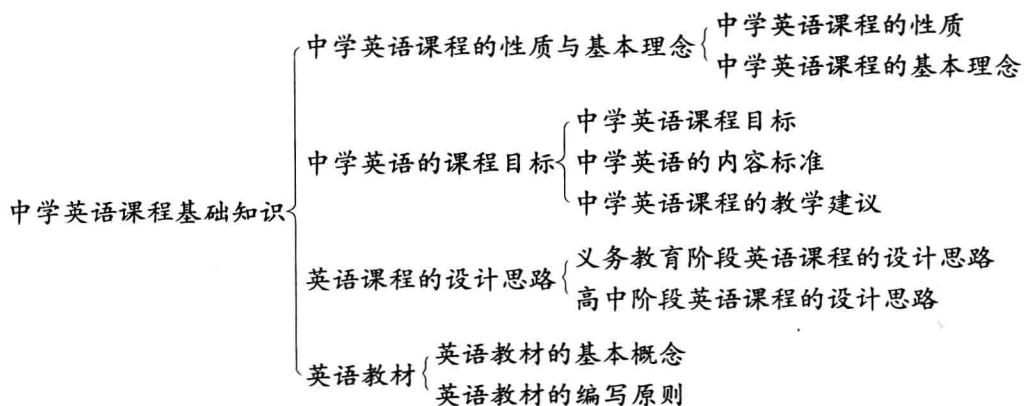 中学英语课程基础知识
中学英语课程的性质与基本理念
中学英语课程的性质
中学英语课程的基本理念
中学英语的课程目标
中学英语课程目标
中学英语的内容标准
中学英语课程的教学建议
英语课程的设计思路
义务教育阶段英语课程的设计思路
高中阶段英语课程的设计思路
英语教材
英语教材的基本概念
英语教材的编写原则